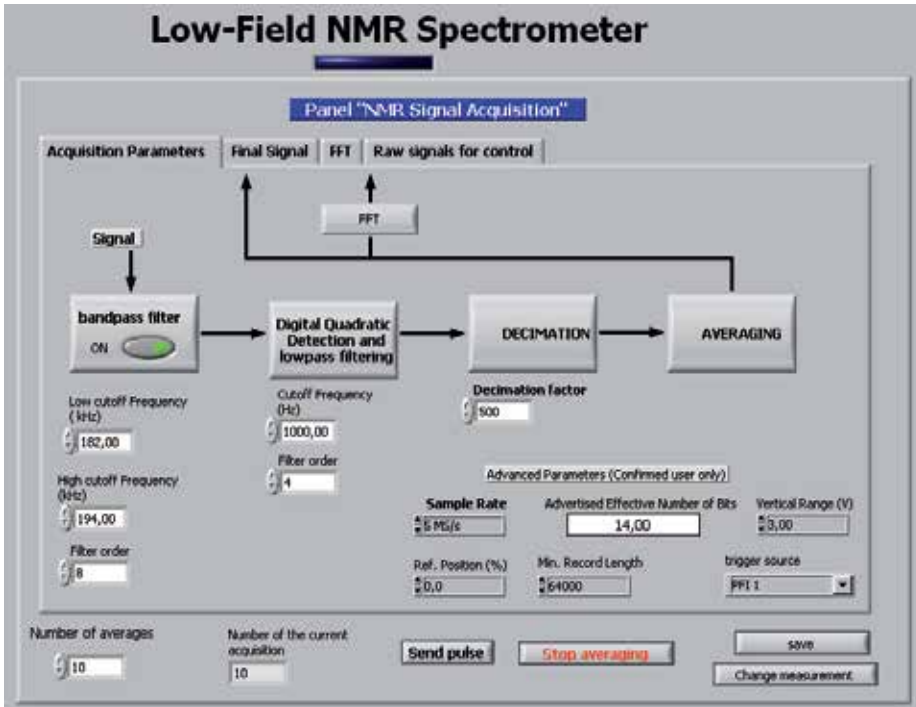 Low-Field NMR Spectrometer
Panel "NMR Signal Acquisition"
Acquisition Parameters
Final Signal
FFT
Raw signals for control
FFT
Signal
bandpass filter
ON
Digital Quadratic
Detection and
lowpass filtering
DECIMATION
AVERAGING
Low cutoff Frequency
(kHz)
182,00
High cutoff Frequency
(kHz)
194,00
Filter order
8
Cutoff Frequency
(Hz)
1000,00
Filter order
4
Decimation factor
500
Advanced Parameters (Confirmed user only)
Sample Rate
5 MS/s
Advertised Effective Number of Bits
14,00
Vertical Range (V)
3,00
Ref. Position (%)
0,0
Min. Record Length
64000
trigger source
PFI 1
Number of averages
10
Number of the current
acquisition
10
Send pulse
Stop averaging
save
Change measurement